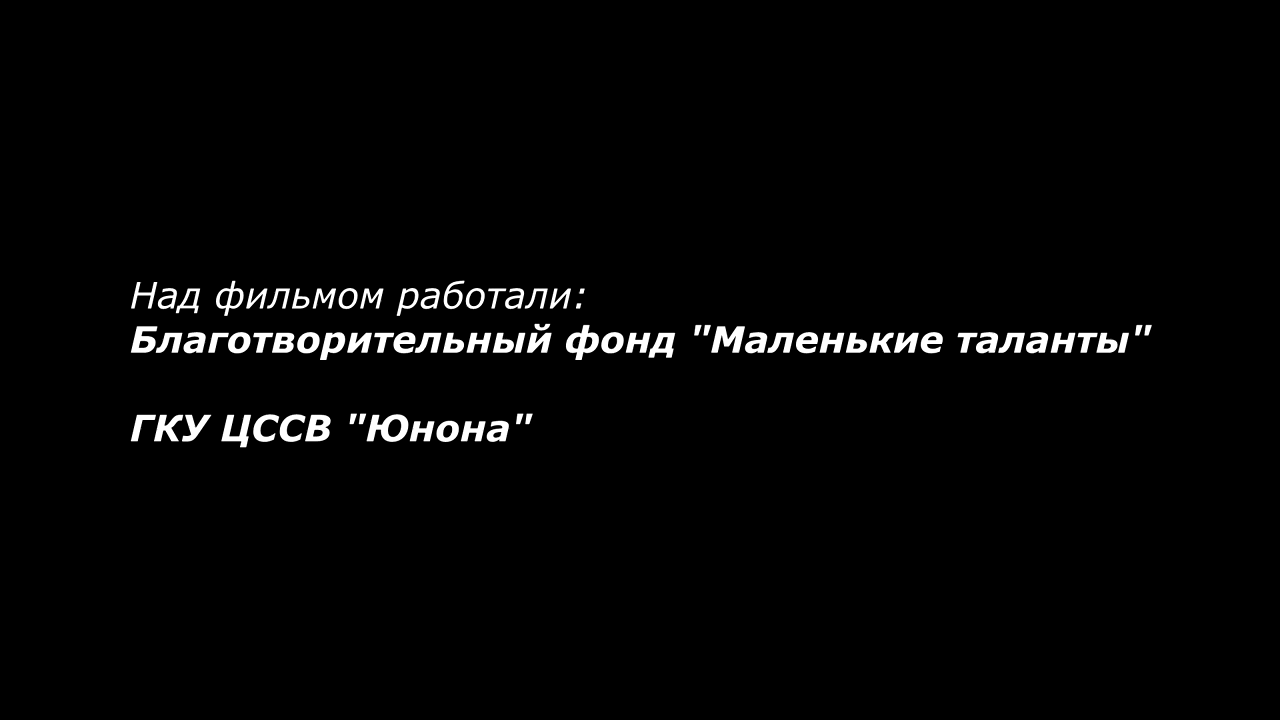 Над фильмом работали:
Благотворительный фонд "Маленькие таланты"
ГКУ ЦССВ "Юнона"